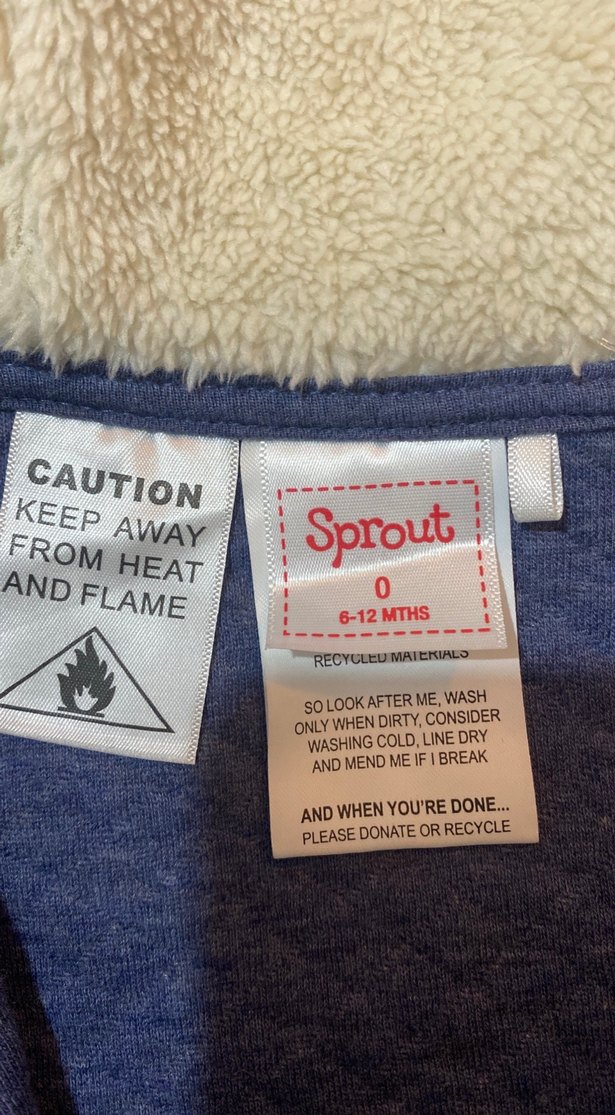 CAUTION
KEEP AWAY
FROM HEAT
AND FLAME
Sprout
0
6-12 MTHS
RECYCLED MATERIALS
SO LOOK AFTER ME, WASH
ONLY WHEN DIRTY, CONSIDER
WASHING COLD, LINE DRY
AND MEND ME IF I BREAK
AND WHEN YOU'RE DONE...
PLEASE DONATE OR RECYCLE